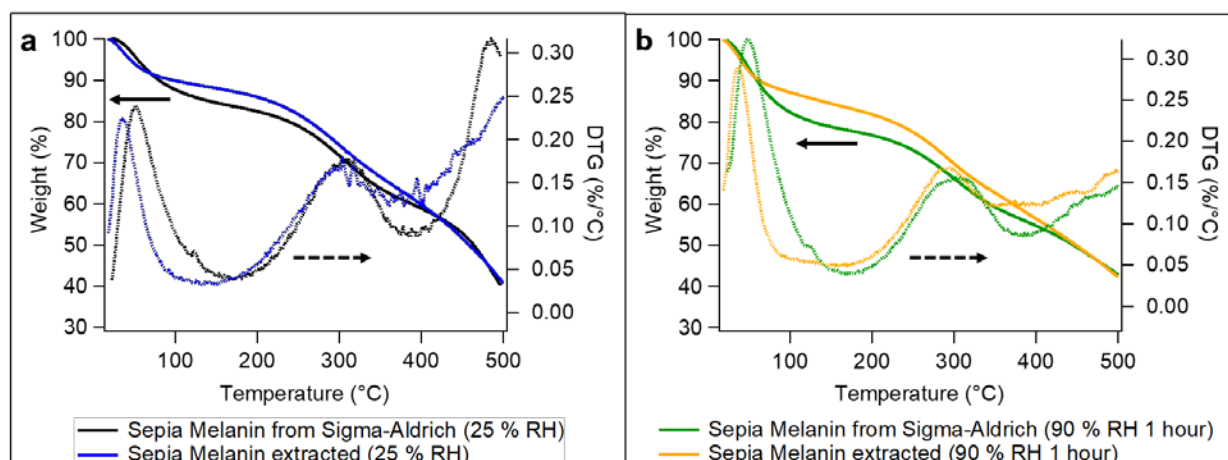 a
100
90
80
70
60
50
40
30
Weight (%)
0.30
0.25
0.20
0.15
0.10
0.05
0.00
DTG (%/°C)
100 200 300 400 500
Temperature (°C)
Sepia Melanin from Sigma-Aldrich (25 % RH)
Sepia Melanin extracted (25 % RH)
b
100
90
80
70
60
50
40
30
Weight (%)
0.30
0.25
0.20
0.15
0.10
0.05
0.00
DTG (%/°C)
100 200 300 400 500
Temperature (°C)
Sepia Melanin from Sigma-Aldrich (90 % RH 1 hour)
Sepia Melanin extracted (90 % RH 1 hour)